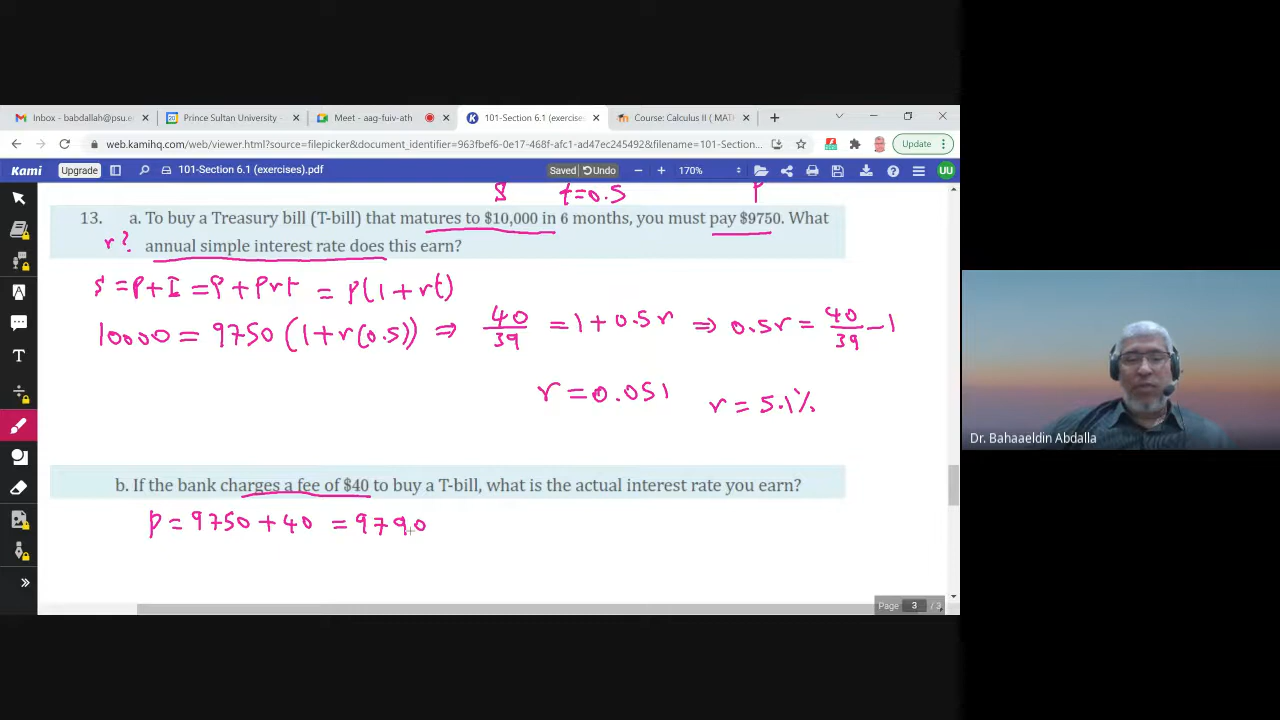 Inbox - babdallah@psu.e
Prince Sultan University -
Meet - aag-fuiv-ath
101-Section 6.1 (exercises
Course: Calculus II ( MAT
web.kamihq.com/web/viewer.html?source=filepicker&document_identifier=963fbef6-0e17-468f-afc1-ad47ec245492&filename=101-Section...
Update
Kami
Upgrade
101-Section 6.1 (exercises).pdf
Saved
Undo
170%
UU
S t=0.5 P
13. a. To buy a Treasury bill (T-bill) that matures to $10,000 in 6 months, you must pay $9750. What
r? annual simple interest rate does this earn?
S = P + I = P + Prt = P(1 + rt)
10000 = 9750 (1 + r(0.5)) ⇒ 40/39 = 1 + 0.5r ⇒ 0.5r = 40/39 − 1
r = 0.051 r = 5.1%
b. If the bank charges a fee of $40 to buy a T-bill, what is the actual interest rate you earn?
P = 9750 + 40 = 9790
Page 3 / 3
Dr. Bahaaeldin Abdalla